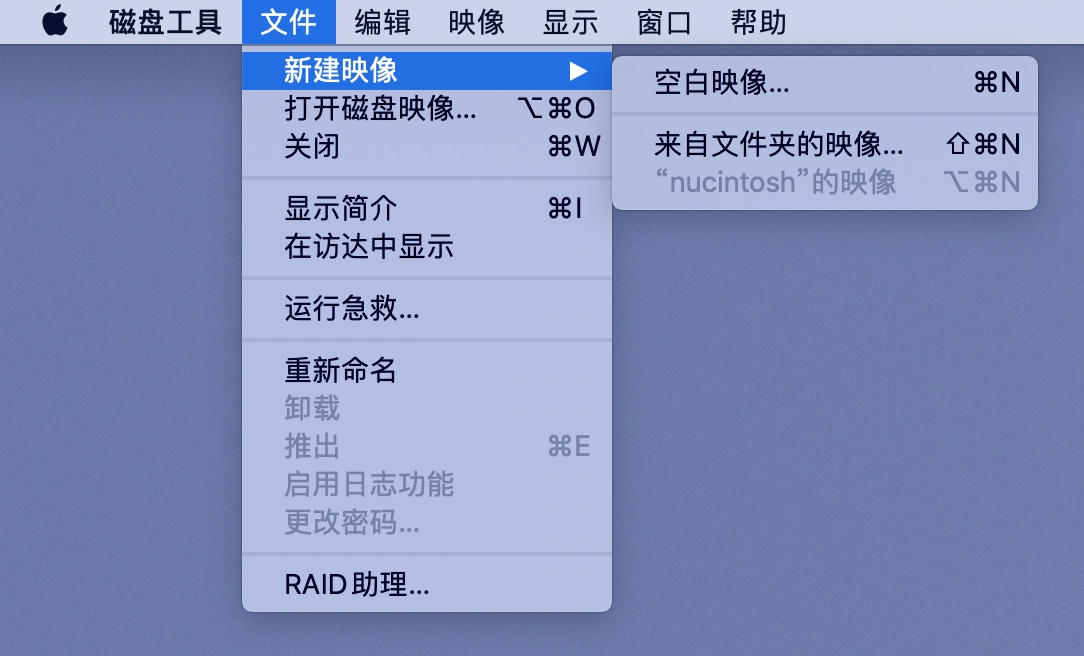 磁盘工具 文件 编辑 映像 显示 窗口 帮助
新建映像 ▶
打开磁盘映像... ⌥⌘O
关闭 ⌘W
显示简介 ⌘I
在访达中显示
运行急救...
重新命名
卸载
推出 ⌘E
启用日志功能
更改密码...
RAID助理...
空白映像... ⌘N
来自文件夹的映像... ⇧⌘N
“nucintosh”的映像 ⌥⌘N